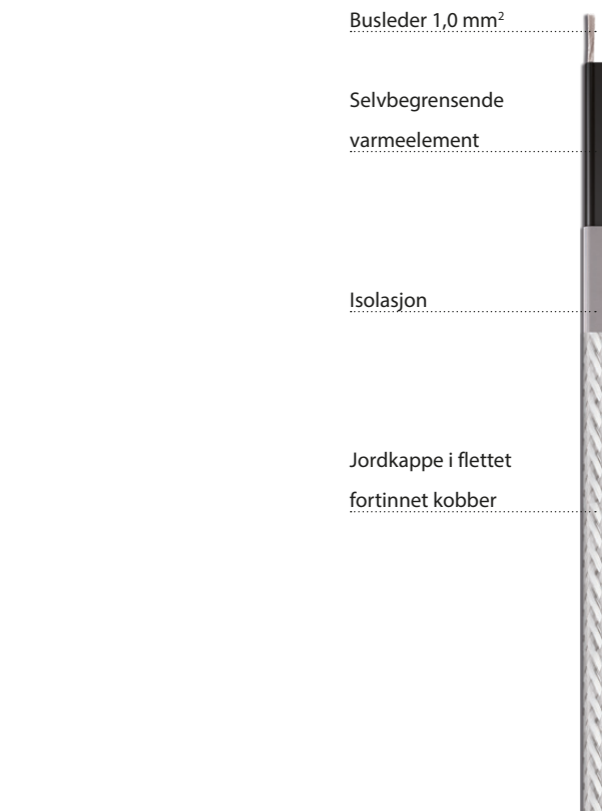 Busleder 1,0 mm²
Selvbegrensende
varmeelement
Isolasjon
Jordkappe i flettet
fortinnet kobber